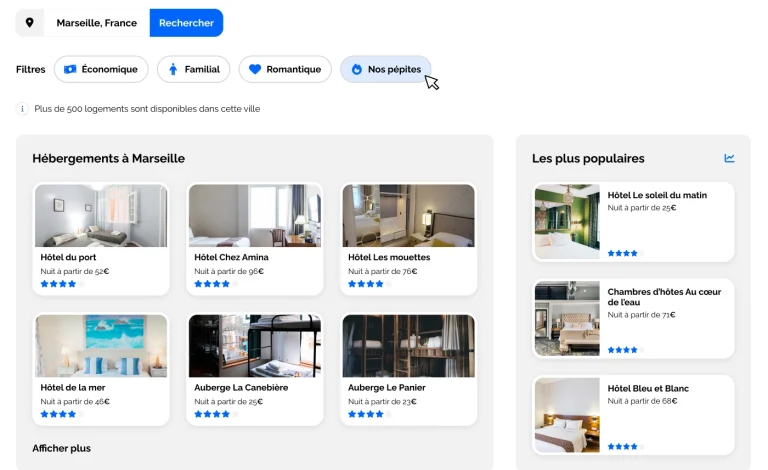 Marseille, France
Rechercher
Filtres
Économique
Familial
Romantique
Nos pépites
Plus de 500 logements sont disponibles dans cette ville
Hébergements à Marseille
Hôtel du port
Nuit à partir de 52€
Hôtel Chez Amina
Nuit à partir de 96€
Hôtel Les mouettes
Nuit à partir de 76€
Hôtel de la mer
Nuit à partir de 46€
Auberge La Canebière
Nuit à partir de 25€
Auberge Le Panier
Nuit à partir de 23€
Afficher plus
Les plus populaires
Hôtel Le soleil du matin
Nuit à partir de 25€
Chambres d'hôtes Au cœur
de l'eau
Nuit à partir de 71€
Hôtel Bleu et Blanc
Nuit à partir de 68€